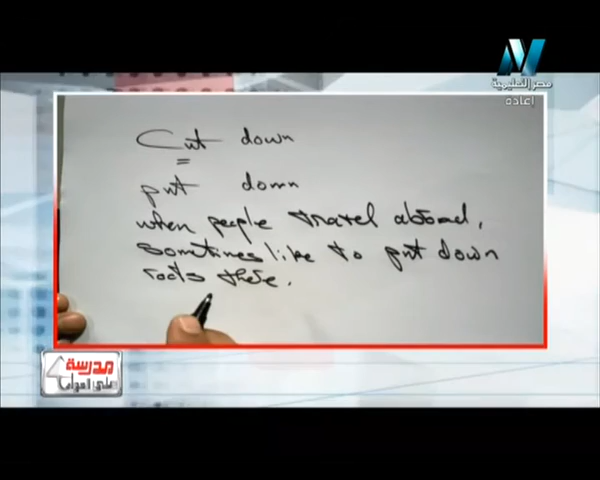 مصر التعليمية
إعادة
Cut down
=
put down
when people travel abroad,
sometimes like to put down
roots there.
مدرسة
على الهواء